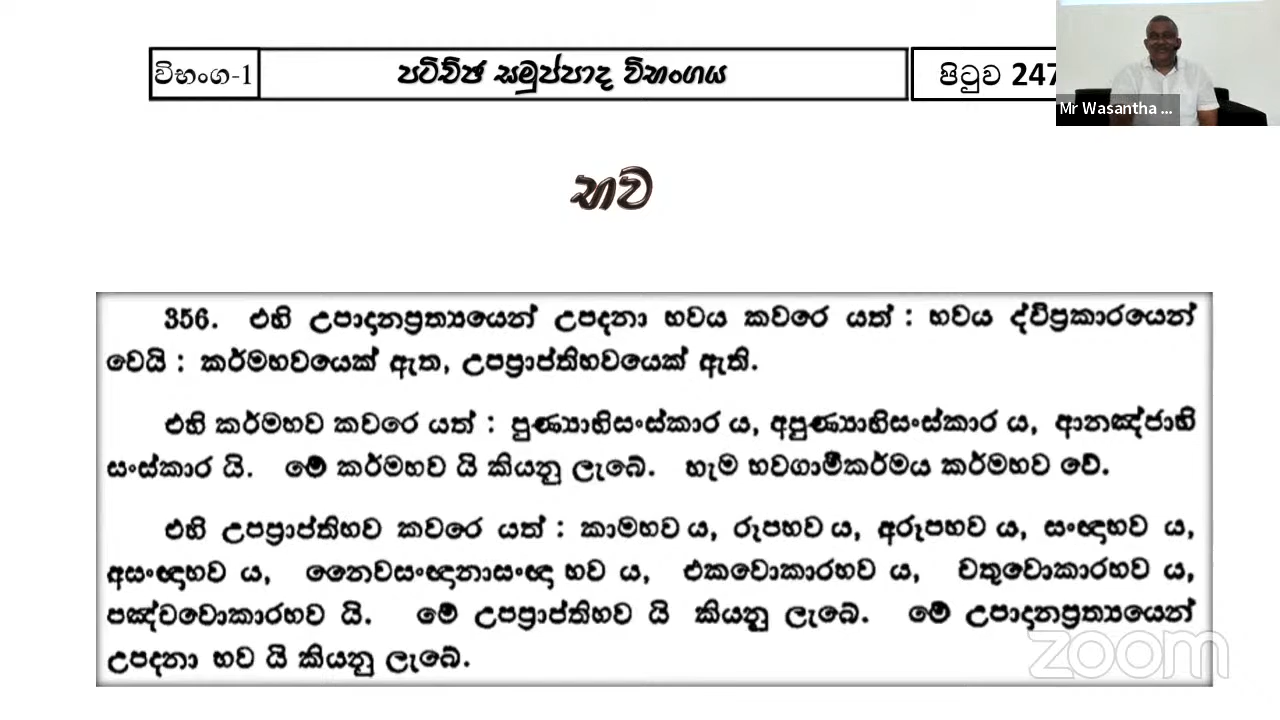 විභංග-1
පටිච්ඡ සමුප්පාද විභංගය
පිටුව 247
Mr Wasantha ...
භව
356. එහි උපාදානප්‍රත්‍යයෙන් උපදනා භවය කවරෙ යත් : භවය ද්විප්‍රකාරයෙන්
වෙයි : කර්මභවයෙක් ඇත, උපප්‍රාප්තිභවයෙක් ඇති.
එහි කර්මභව කවරෙ යත් : පුණ්‍යාභිසංස්කාර ය, අපුණ්‍යාභිසංස්කාර ය, ආනඤ්ජාභි
සංස්කාර යි. මේ කර්මභව යි කියනු ලැබේ. හැම භවගාමීකර්මය කර්මභව වේ.
එහි උපප්‍රාප්තිභව කවරෙ යත් : කාමභව ය, රූපභව ය, අරූපභව ය, සංඥාභව ය,
අසංඥාභව ය, නෛවසංඥානාසංඥා භව ය, එකවොකාරභව ය, චතුවොකාරභව ය,
පඤ්චවොකාරභව යි. මේ උපප්‍රාප්තිභව යි කියනු ලැබේ. මේ උපාදානප්‍රත්‍යයෙන්
උපදනා භව යි කියනු ලැබේ.
zoom